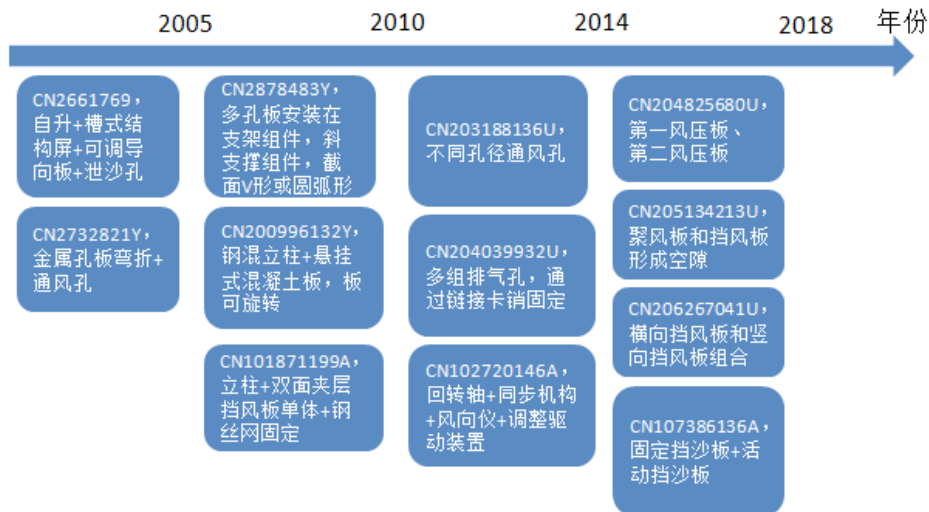 2005
2010
2014
2018
年份
CN2661769，
自升+槽式结
构屏+可调导
向板+泄沙孔
CN2732821Y，
金属孔板弯折+
通风孔
CN2878483Y，
多孔板安装在
支架组件，斜
支撑组件，截
面V形或圆弧形
CN200996132Y，
钢混立柱+悬挂
式混凝土板，板
可旋转
CN101871199A，
立柱+双面夹层
挡风板单体+钢
丝网固定
CN203188136U，
不同孔径通风孔
CN204039932U，
多组排气孔，通
过链接卡销固定
CN102720146A，
回转轴+同步机构
+风向仪+调整驱
动装置
CN204825680U，
第一风压板、
第二风压板
CN205134213U，
聚风板和挡风板
形成空隙
CN206267041U，
横向挡风板和竖
向挡风板组合
CN107386136A，
固定挡沙板+活
动挡沙板